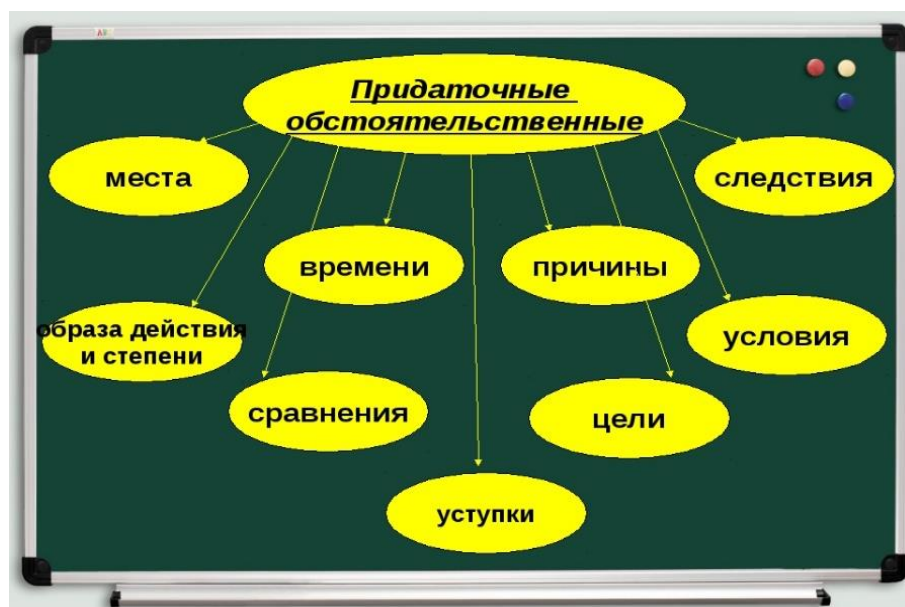 Придаточные
обстоятельственные
места
следствия
времени
причины
образа действия
и степени
условия
сравнения
цели
уступки